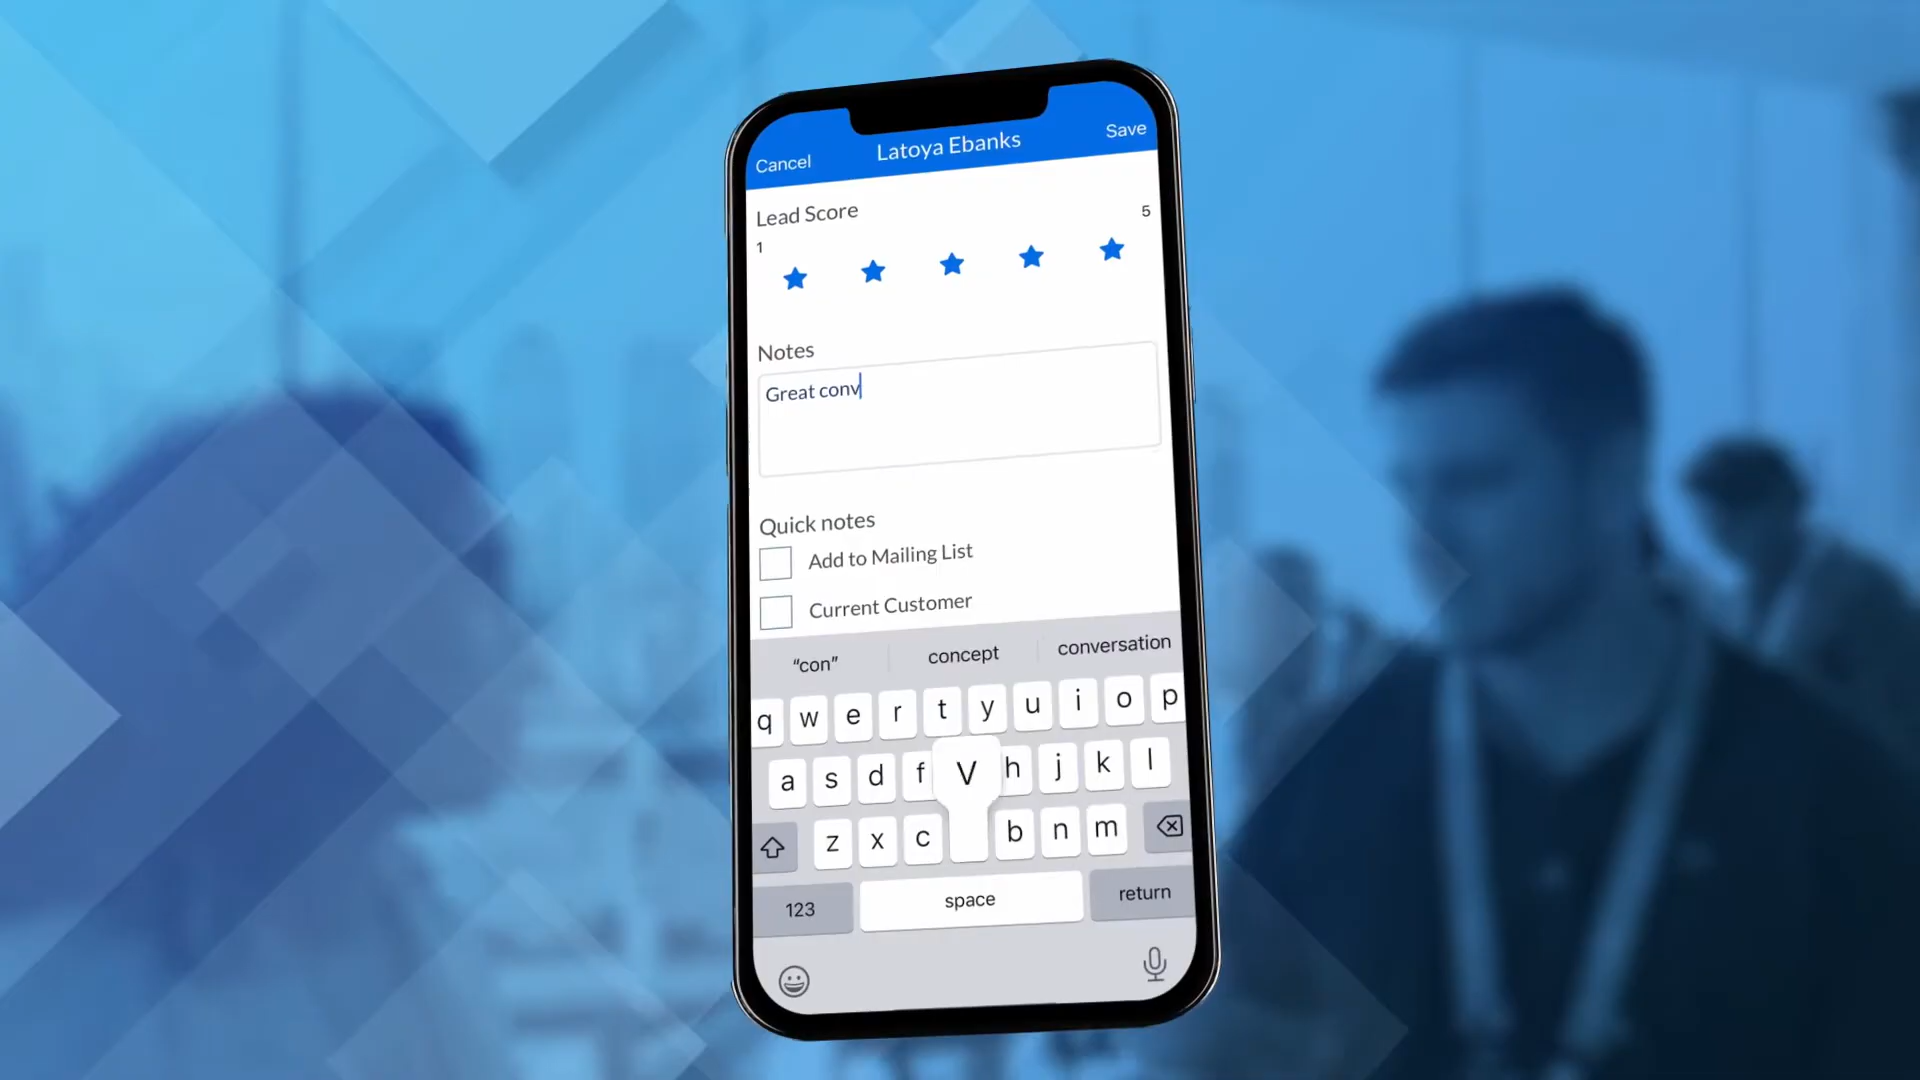 Cancel
Latoya Ebanks
Save
Lead Score
1
5
Notes
Great conv
Quick notes
Add to Mailing List
Current Customer
“con”
concept
conversation
q w e r t y u i o p
a s d f V h j k l
z x c b n m
123
space
return